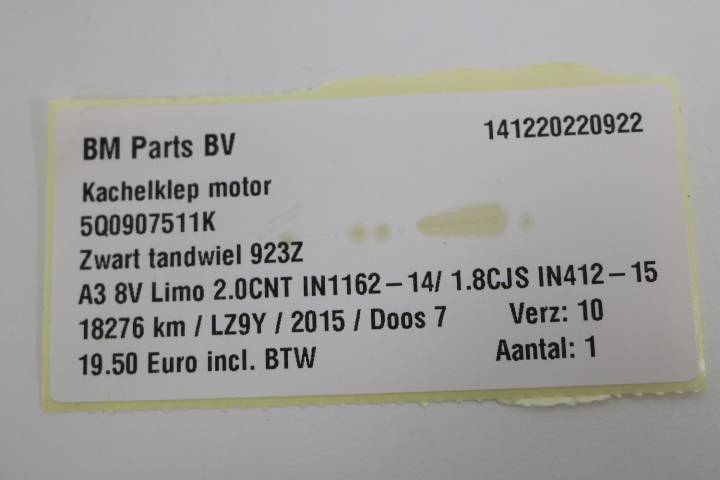 BM Parts BV
141220220922
Kachelklep motor
5Q0907511K
Zwart tandwiel 923Z
A3 8V Limo 2.0CNT IN1162-14/ 1.8CJS IN412-15
18276 km / LZ9Y / 2015 / Doos 7 Verz: 10
19.50 Euro incl. BTW Aantal: 1